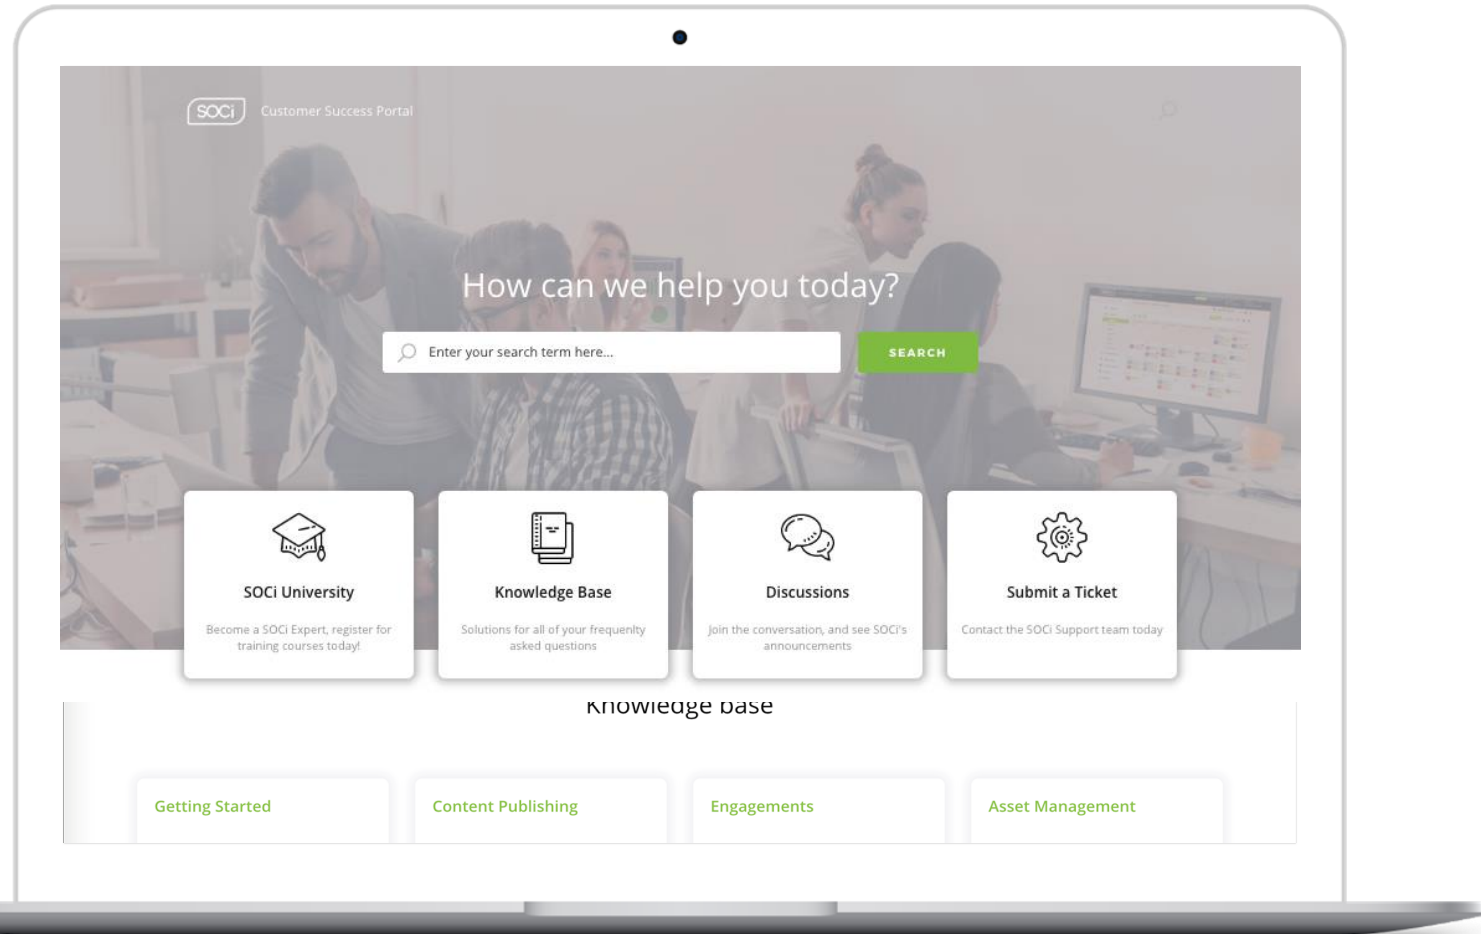 SOCi Customer Success Portal
How can we help you today?
Enter your search term here...
SEARCH
SOCi University
Become a SOCi Expert, register for
training courses today!
Knowledge Base
Solutions for all of your frequenlty
asked questions
Discussions
Join the conversation, and see SOCi's
announcements
Submit a Ticket
Contact the SOCi Support team today
Knowledge base
Getting Started
Content Publishing
Engagements
Asset Management